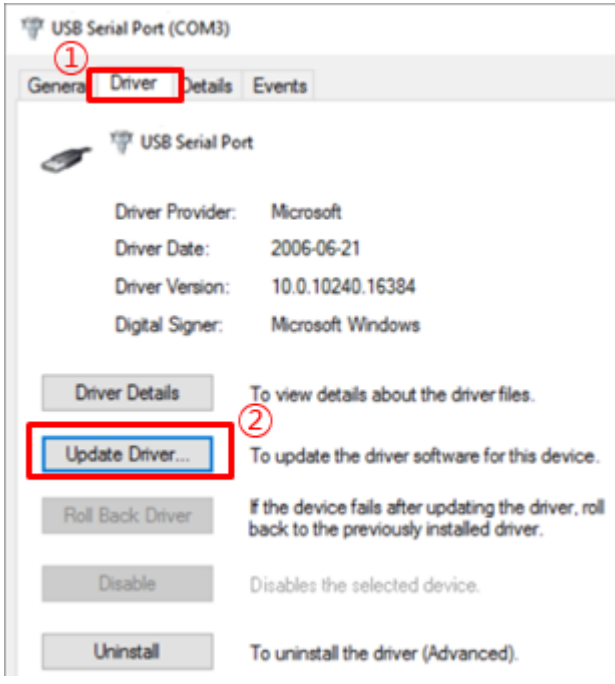 USB Serial Port (COM3)
①
General Driver Details Events
USB Serial Port
Driver Provider: Microsoft
Driver Date: 2006-06-21
Driver Version: 10.0.10240.16384
Digital Signer: Microsoft Windows
Driver Details To view details about the driver files.
②
Update Driver... To update the driver software for this device.
Roll Back Driver If the device fails after updating the driver, roll
back to the previously installed driver.
Disable Disables the selected device.
Uninstall To uninstall the driver (Advanced).